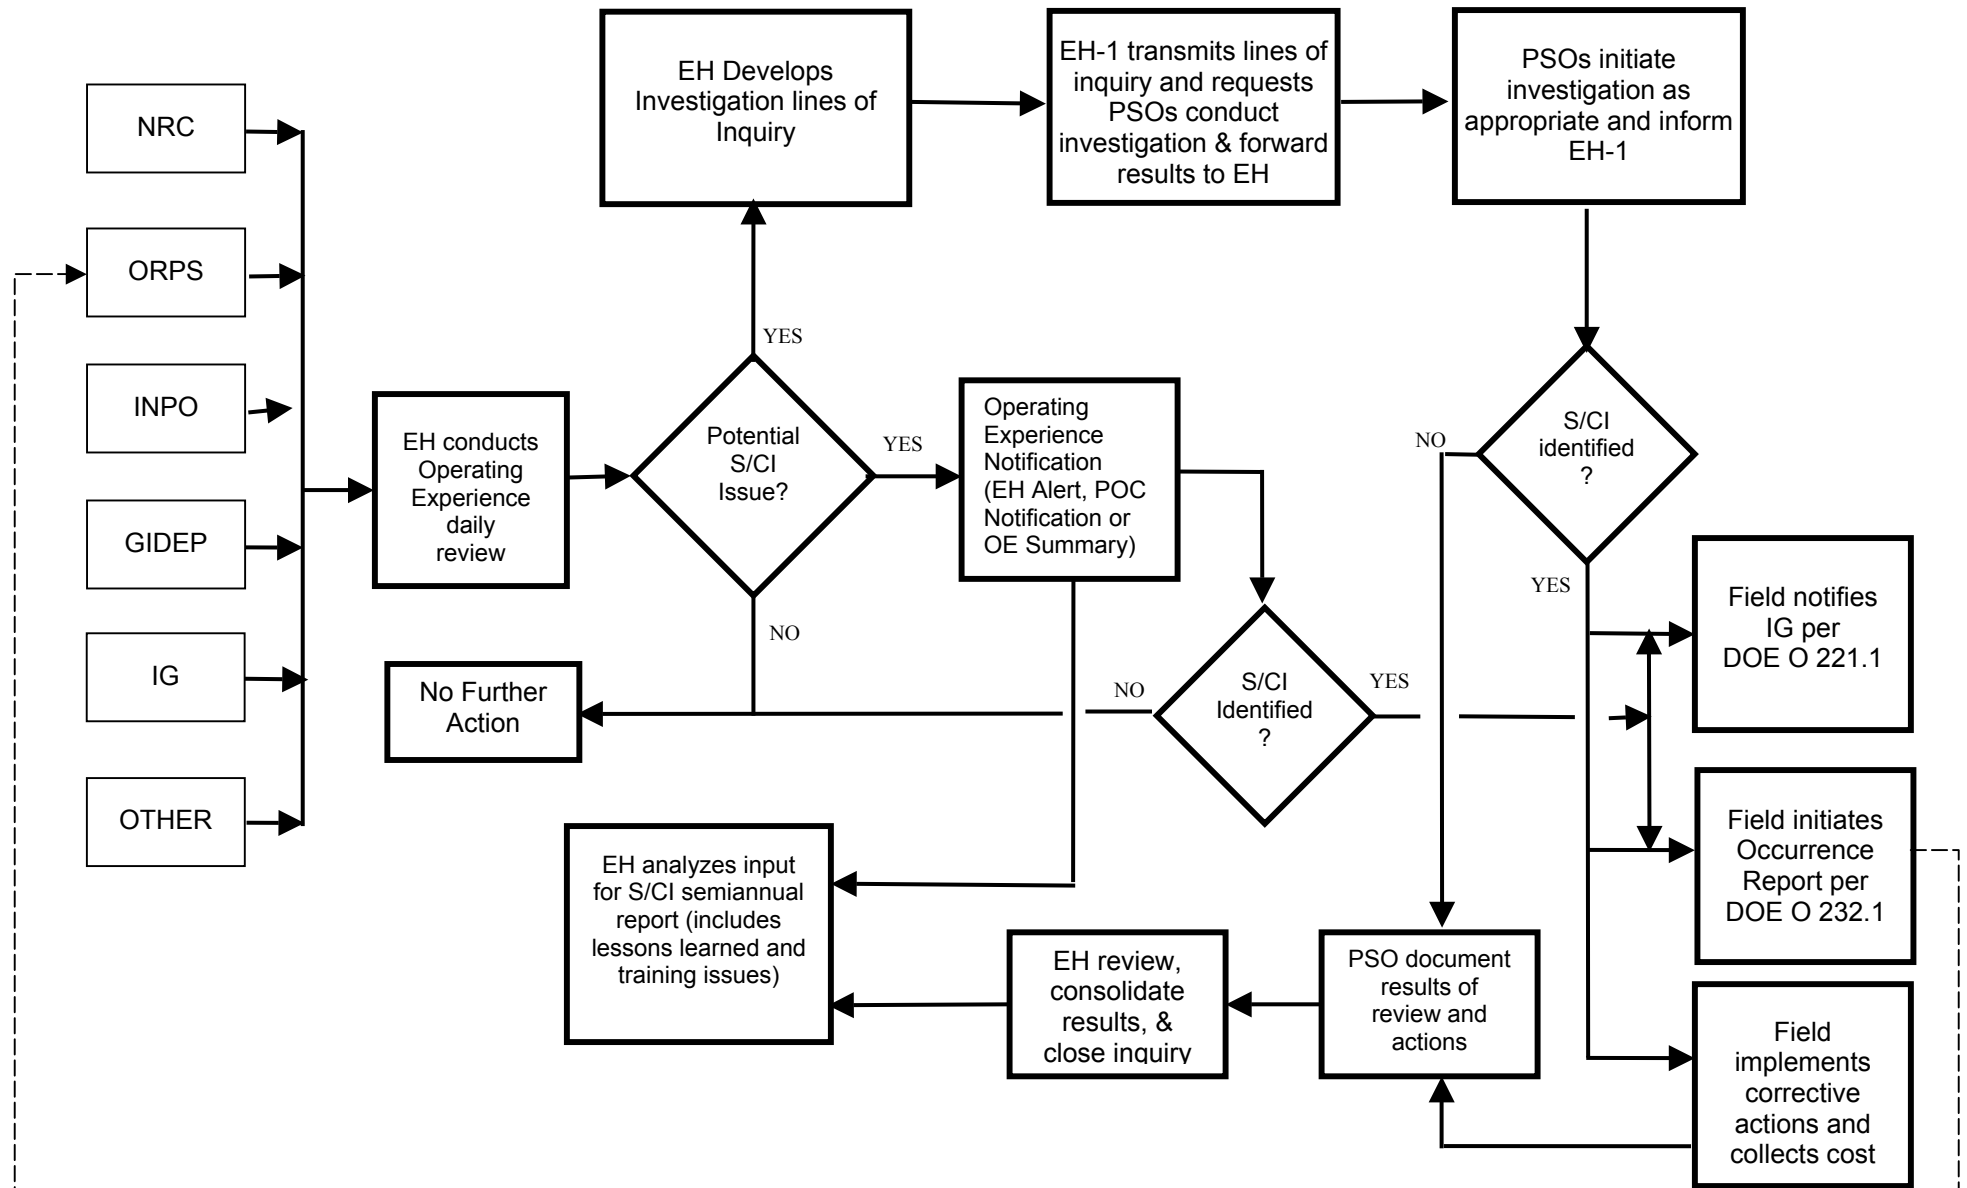 NRC
ORPS
INPO
GIDEP
IG
OTHER
EH conducts
Operating
Experience
daily
review
Potential
S/CI
Issue?
YES
EH Develops
Investigation lines of
Inquiry
EH-1 transmits lines of
inquiry and requests
PSOs conduct
investigation & forward
results to EH
PSOs initiate
investigation as
appropriate and inform
EH-1
YES
Operating
Experience
Notification
(EH Alert, POC
Notification or
OE Summary)
NO
No Further
Action
S/CI
Identified
?
NO
YES
S/CI
identified
?
NO
YES
Field notifies
IG per
DOE O 221.1
Field initiates
Occurrence
Report per
DOE O 232.1
Field
implements
corrective
actions and
collects cost
PSO document
results of
review and
actions
EH review,
consolidate
results, &
close inquiry
EH analyzes input
for S/CI semiannual
report (includes
lessons learned and
training issues)